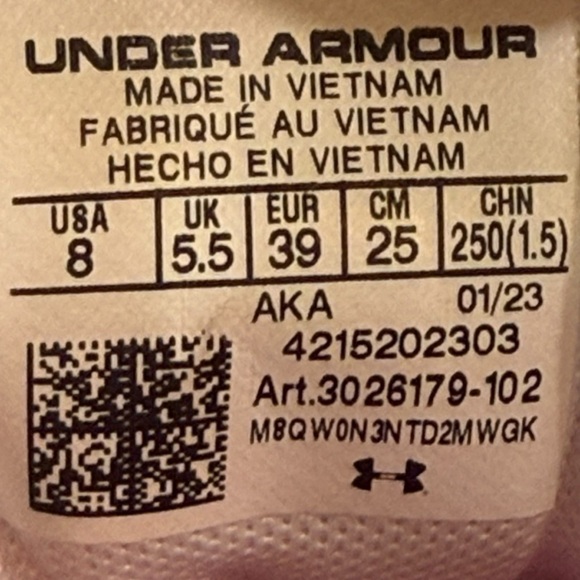 UNDER ARMOUR
MADE IN VIETNAM
FABRIQUÉ AU VIETNAM
HECHO EN VIETNAM
USA UK EUR CM CHN
8 5.5 39 25 250(1.5)
AKA 01/23
4215202303
Art.3026179-102
M8QW0N3NTD2MWGK